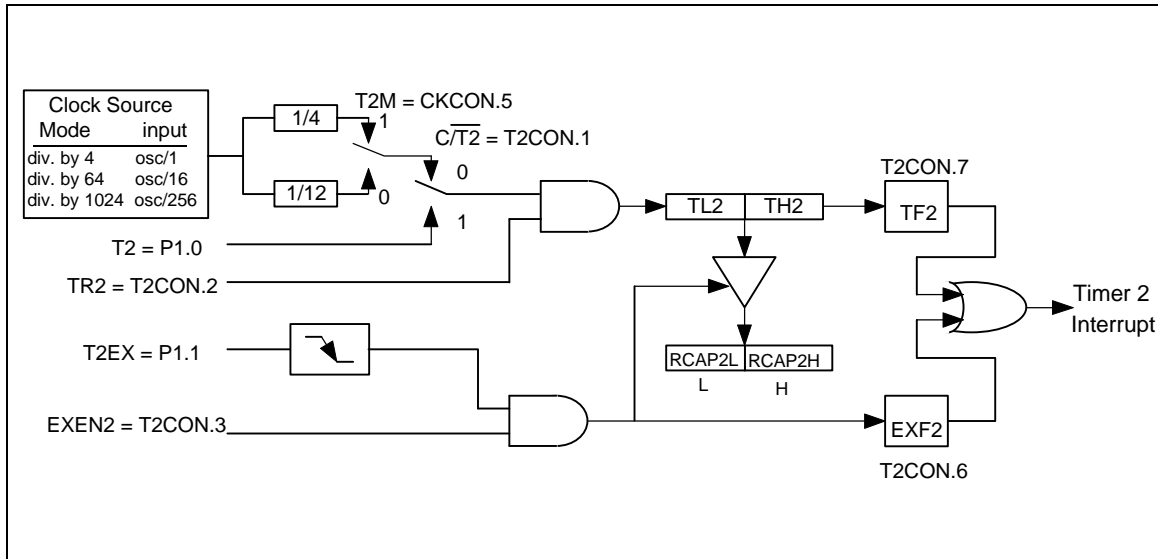 Clock Source
Mode input
div. by 4 osc/1
div. by 64 osc/16
div. by 1024 osc/256
1/4
1/12
T2M = CKCON.5
1
0
C/T2 = T2CON.1
0
1
T2 = P1.0
TR2 = T2CON.2
T2EX = P1.1
EXEN2 = T2CON.3
TL2 TH2
RCAP2L RCAP2H
L H
T2CON.7
TF2
EXF2
T2CON.6
Timer 2
Interrupt